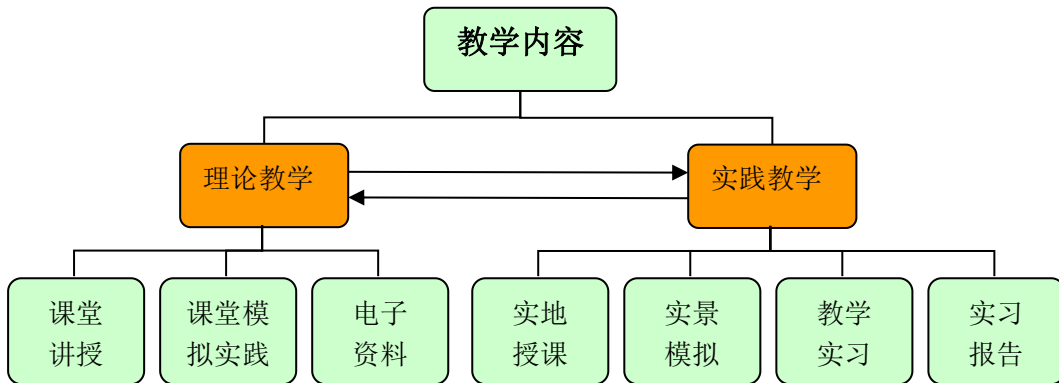 教学内容
理论教学
实践教学
课堂
讲授
课堂模
拟实践
电子
资料
实地
授课
实景
模拟
教学
实习
实习
报告